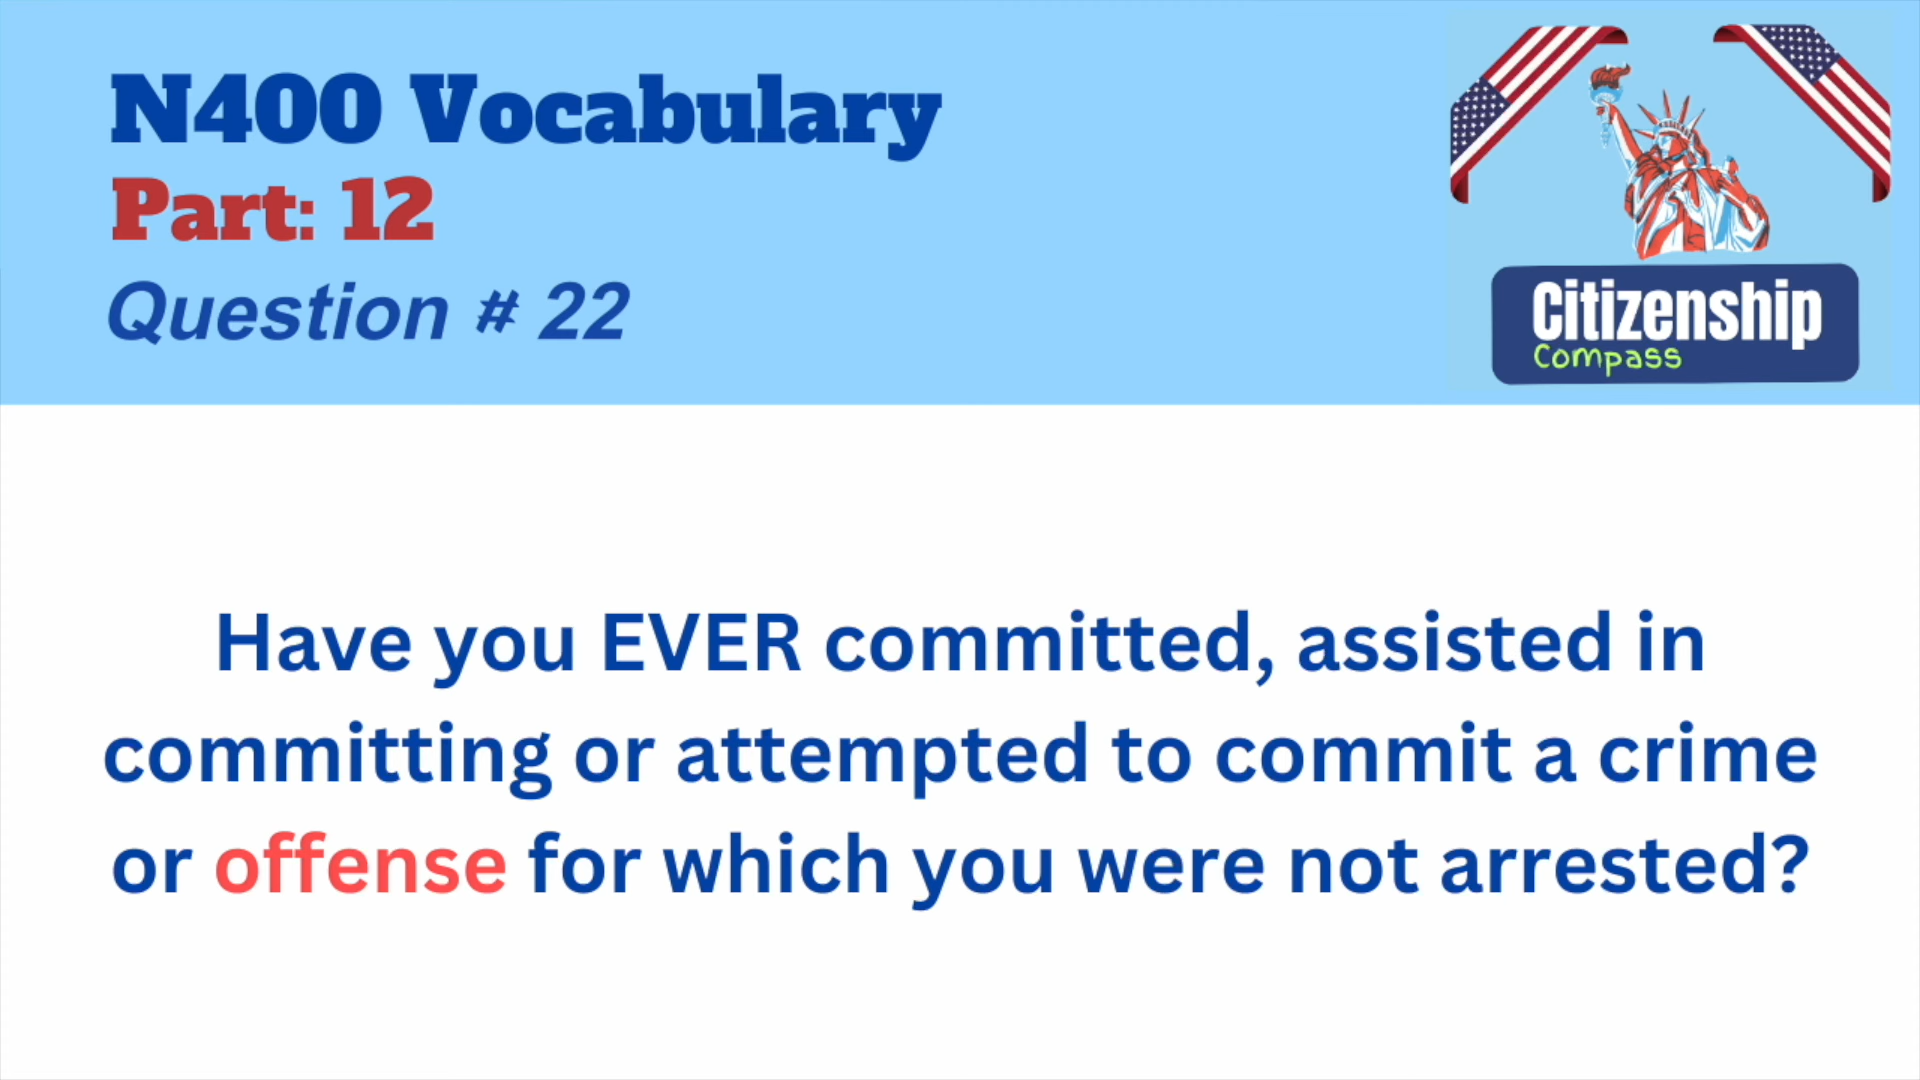 N400 Vocabulary
Part: 12
Question # 22
Citizenship
Compass
Have you EVER committed, assisted in
committing or attempted to commit a crime
or offense for which you were not arrested?